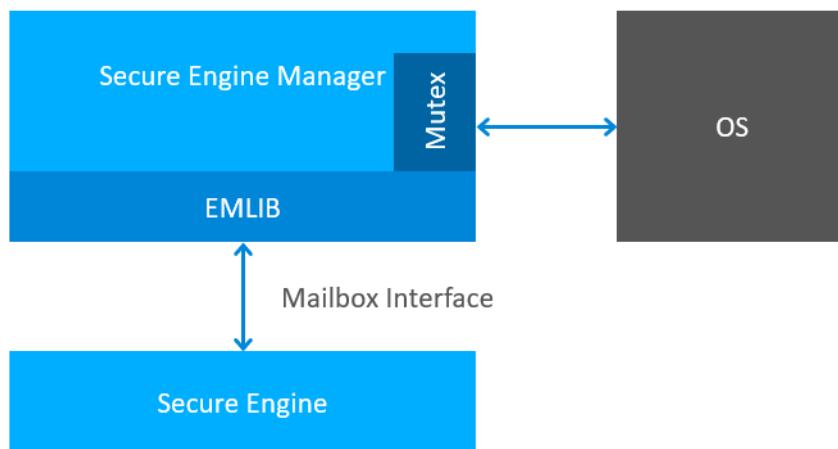 Secure Engine Manager
Mutex
OS
EMLIB
Mailbox Interface
Secure Engine